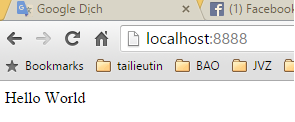 Google Dịch (1) Facebook
localhost:8888
Bookmarks tailieutin BAO JVZ
Hello World